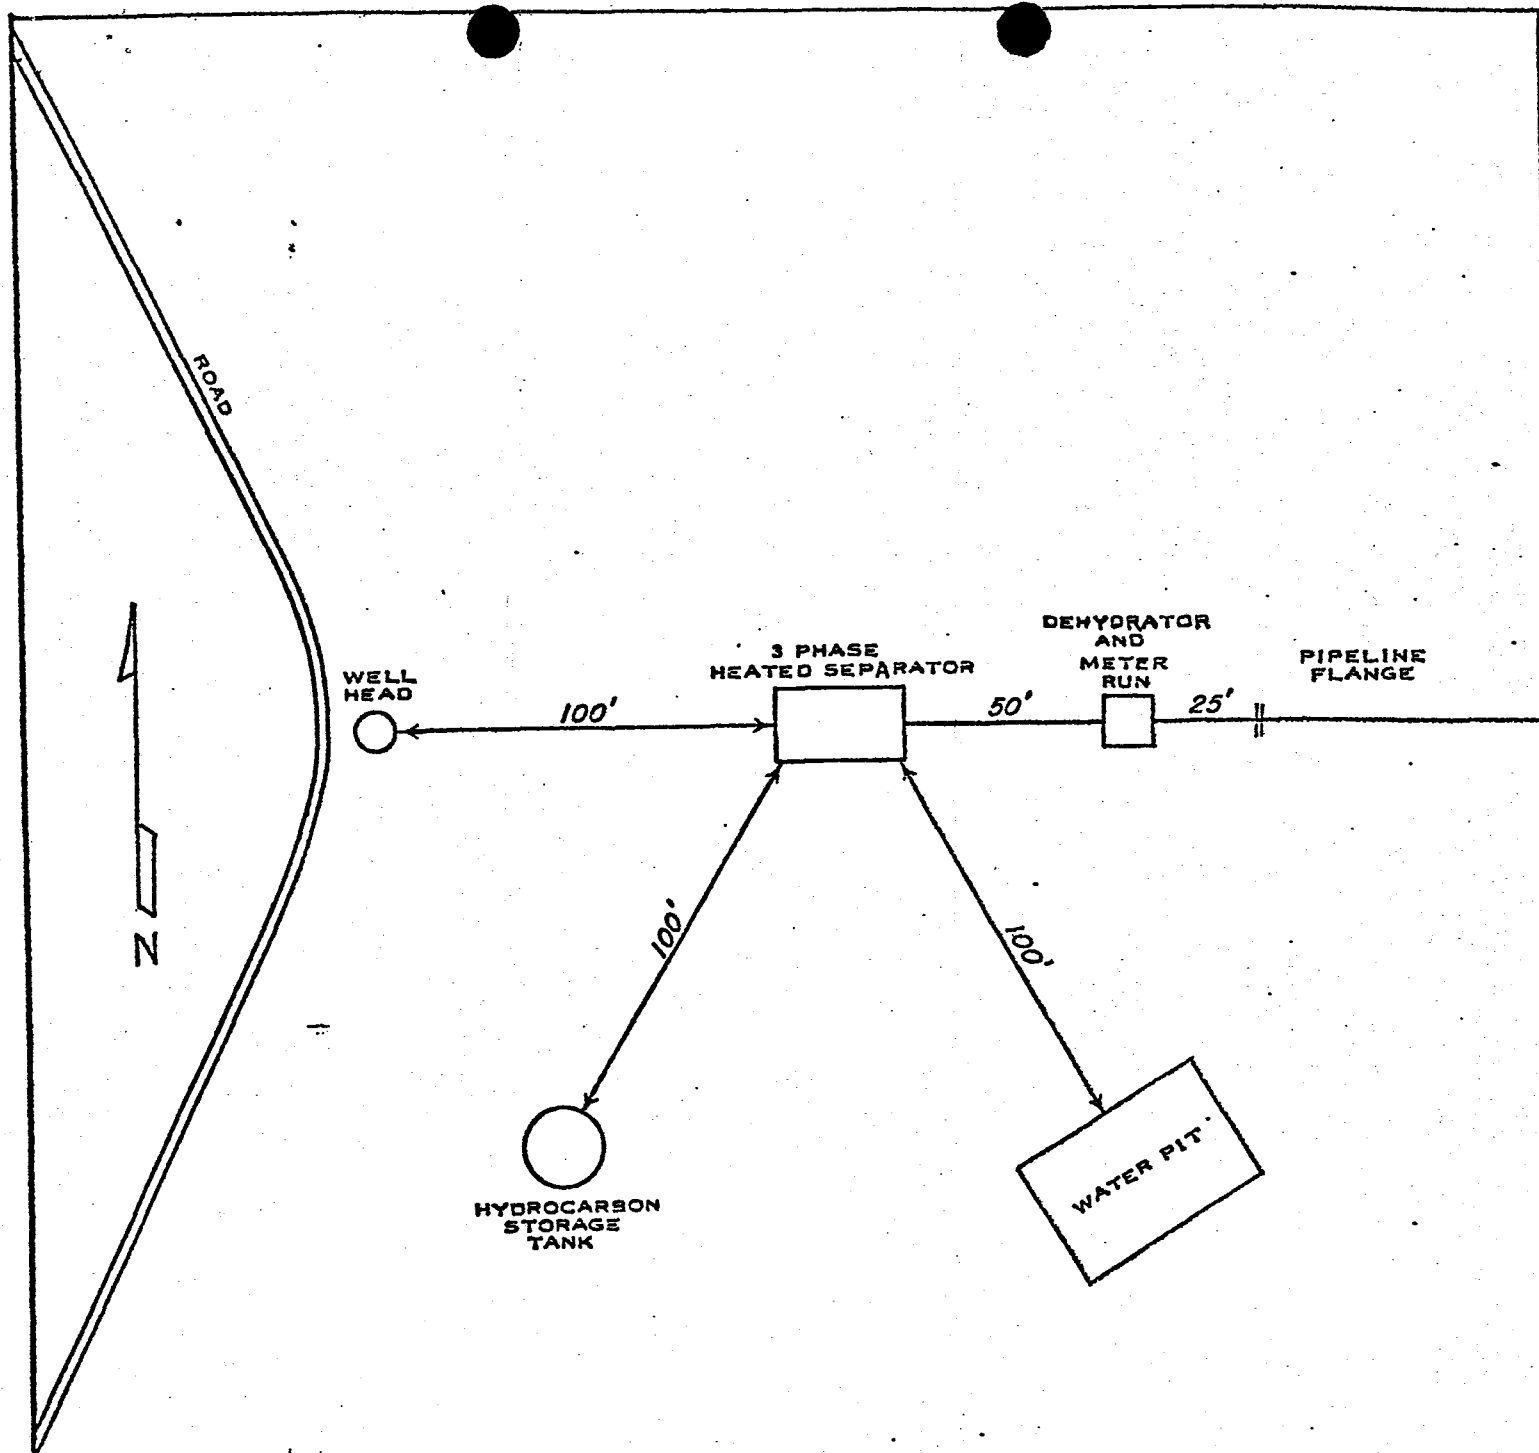 ROAD
DEHYDRATOR
AND
METER
RUN
3 PHASE
HEATED SEPARATOR
PIPELINE
FLANGE
WELL
HEAD
100'
50'
25'
100'
100'
N
HYDROCARBON
STORAGE
TANK
WATER PIT